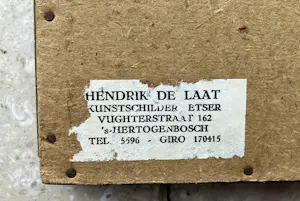 HENDRIK DE LAAT
KUNSTSCHILDER ETSER
VUGHTERSTRAAT 162
's-HERTOGENBOSCH
TEL. 5596 - GIRO 170415